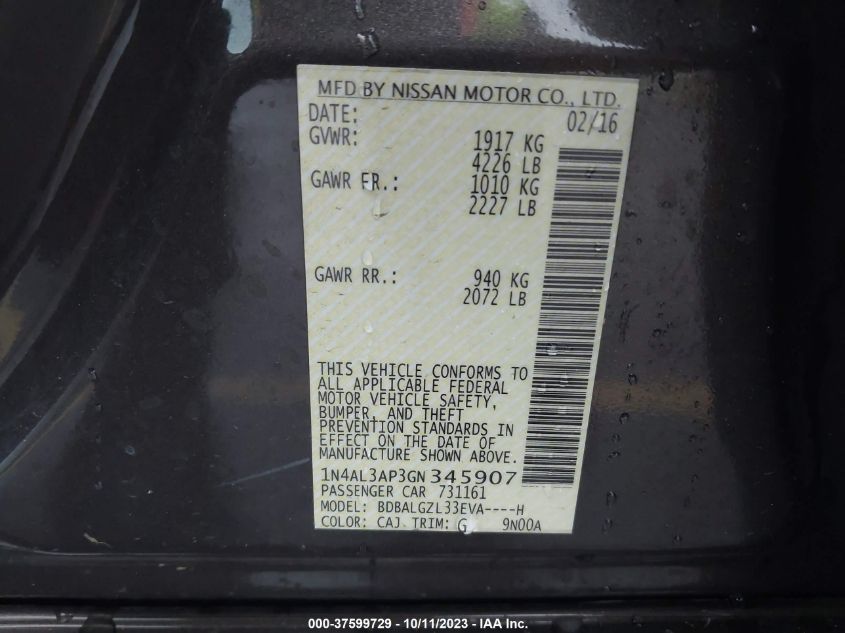 MFD BY NISSAN MOTOR CO., LTD.
DATE: 02/16
GVWR: 1917 KG
4226 LB
GAWR FR.: 1010 KG
2227 LB
GAWR RR.: 940 KG
2072 LB
THIS VEHICLE CONFORMS TO
ALL APPLICABLE FEDERAL
MOTOR VEHICLE SAFETY,
BUMPER, AND THEFT
PREVENTION STANDARDS IN
EFFECT ON THE DATE OF
MANUFACTURE SHOWN ABOVE.
1N4AL3AP3GN345907
PASSENGER CAR 731161
MODEL: BDBALGZL33EVA----H
COLOR: CAJ TRIM: G 9N00A
000-37599729 - 10/11/2023 - IAA Inc.